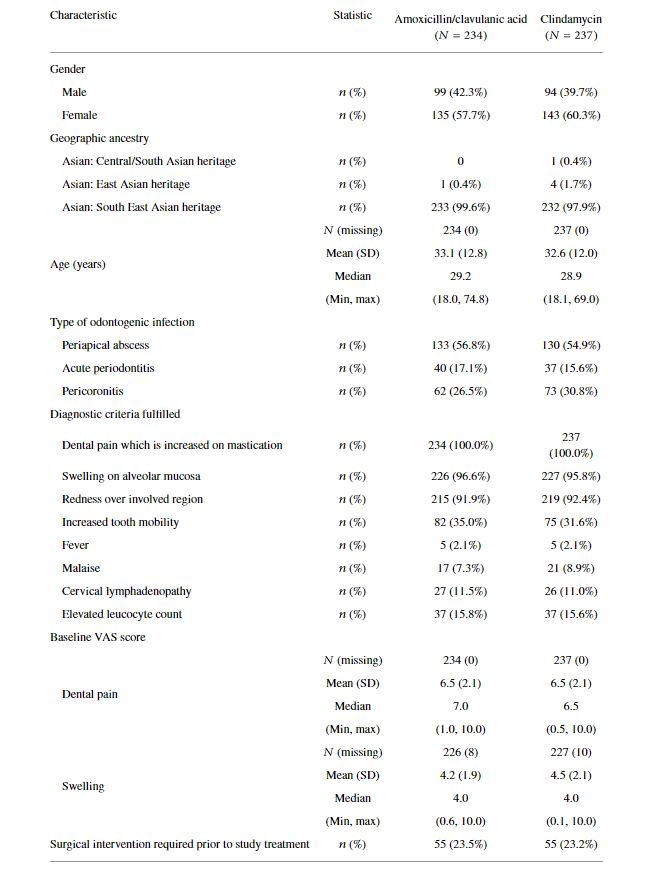 Characteristic Statistic Amoxicillin/clavulanic acid Clindamycin
(N = 234) (N = 237)
Gender
Male n (%) 99 (42.3%) 94 (39.7%)
Female n (%) 135 (57.7%) 143 (60.3%)
Geographic ancestry
Asian: Central/South Asian heritage n (%) 0 1 (0.4%)
Asian: East Asian heritage n (%) 1 (0.4%) 4 (1.7%)
Asian: South East Asian heritage n (%) 233 (99.6%) 232 (97.9%)
N (missing) 234 (0) 237 (0)
Mean (SD) 33.1 (12.8) 32.6 (12.0)
Age (years)
Median 29.2 28.9
(Min, max) (18.0, 74.8) (18.1, 69.0)
Type of odontogenic infection
Periapical abscess n (%) 133 (56.8%) 130 (54.9%)
Acute periodontitis n (%) 40 (17.1%) 37 (15.6%)
Pericoronitis n (%) 62 (26.5%) 73 (30.8%)
Diagnostic criteria fulfilled
Dental pain which is increased on mastication n (%) 234 (100.0%) 237
(100.0%)
Swelling on alveolar mucosa n (%) 226 (96.6%) 227 (95.8%)
Redness over involved region n (%) 215 (91.9%) 219 (92.4%)
Increased tooth mobility n (%) 82 (35.0%) 75 (31.6%)
Fever n (%) 5 (2.1%) 5 (2.1%)
Malaise n (%) 17 (7.3%) 21 (8.9%)
Cervical lymphadenopathy n (%) 27 (11.5%) 26 (11.0%)
Elevated leucocyte count n (%) 37 (15.8%) 37 (15.6%)
Baseline VAS score
N (missing) 234 (0) 237 (0)
Mean (SD) 6.5 (2.1) 6.5 (2.1)
Dental pain
Median 7.0 6.5
(Min, max) (1.0, 10.0) (0.5, 10.0)
N (missing) 226 (8) 227 (10)
Mean (SD) 4.2 (1.9) 4.5 (2.1)
Swelling
Median 4.0 4.0
(Min, max) (0.6, 10.0) (0.1, 10.0)
Surgical intervention required prior to study treatment n (%) 55 (23.5%) 55 (23.2%)